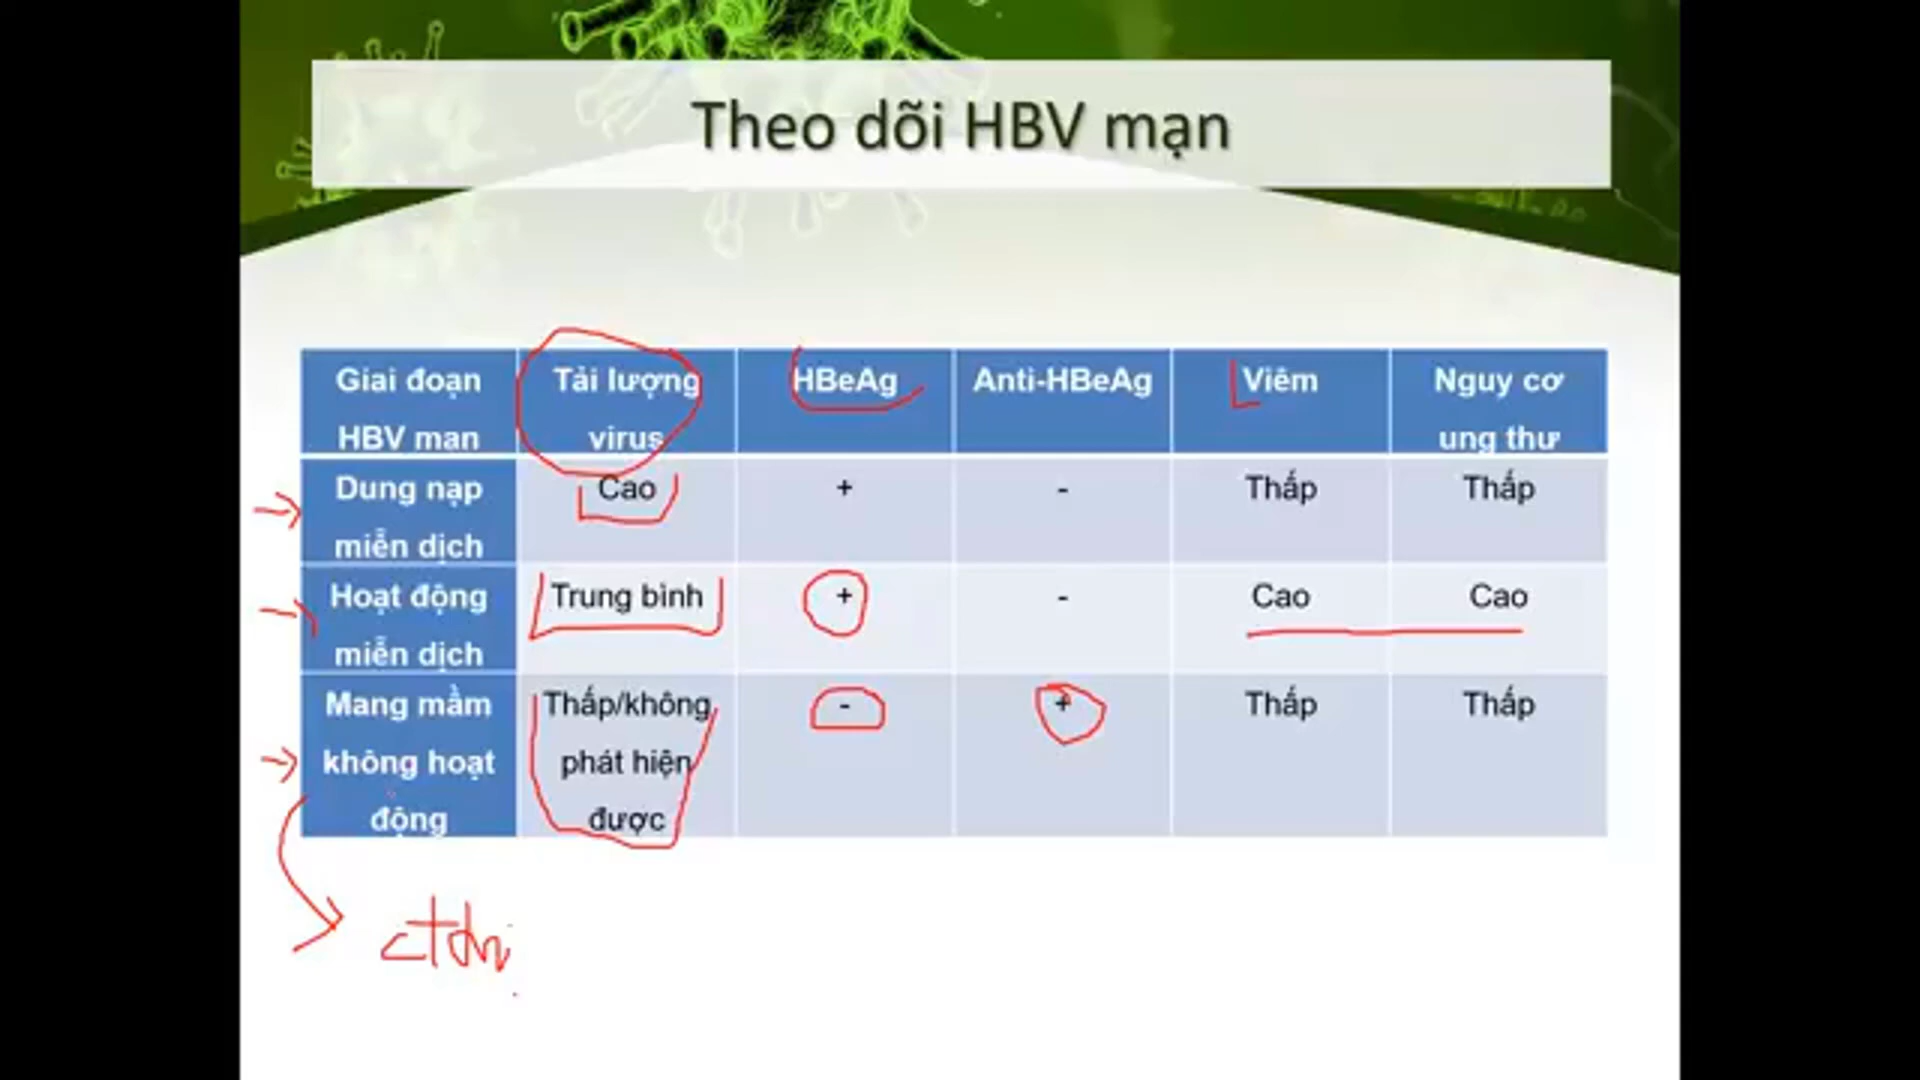 Theo dõi HBV mạn
Giai đoạn
HBV mạn
Tải lượng
virus
HBeAg
Anti-HBeAg
Viêm
Nguy cơ
ung thư
Dung nạp
miễn dịch
Cao
+
-
Thấp
Thấp
Hoạt động
miễn dịch
Trung bình
+
-
Cao
Cao
Mang mầm
không hoạt
động
Thấp/không
phát hiện
được
-
+
Thấp
Thấp